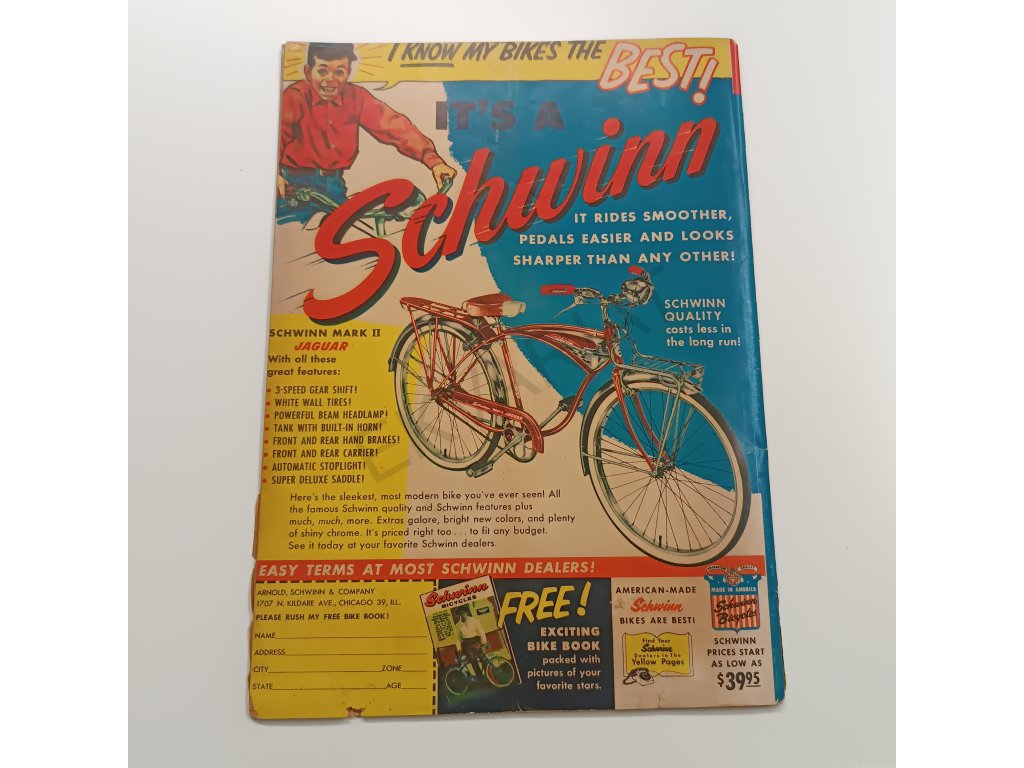 I KNOW MY BIKE'S THE
BEST!
IT'S A
Schwinn
IT RIDES SMOOTHER,
PEDALS EASIER AND LOOKS
SHARPER THAN ANY OTHER!
SCHWINN
QUALITY
costs less in
the long run!
SCHWINN MARK II
JAGUAR
With all these
great features:
• 3-SPEED GEAR SHIFT!
• WHITE WALL TIRES!
• POWERFUL BEAM HEADLAMP!
• TANK WITH BUILT-IN HORN!
• FRONT AND REAR HAND BRAKES!
• FRONT AND REAR CARRIER!
• AUTOMATIC STOPLIGHT!
• SUPER DELUXE SADDLE!
Here's the sleekest, most modern bike you've ever seen! All
the famous Schwinn quality and Schwinn features plus
much, much, more. Extras galore, bright new colors, and plenty
of shiny chrome. It's priced right too . . . to fit any budget.
See it today at your favorite Schwinn dealers.
EASY TERMS AT MOST SCHWINN DEALERS!
ARNOLD, SCHWINN & COMPANY
1707 N. KILDARE AVE., CHICAGO 39, ILL.
PLEASE RUSH MY FREE BIKE BOOK!
NAME
ADDRESS
CITY ZONE
STATE AGE
Schwinn
BICYCLES
FREE!
EXCITING
BIKE BOOK
packed with
pictures of your
favorite stars.
AMERICAN-MADE
Schwinn
BIKES ARE BEST!
Find Your
Schwinn
Dealers In The
Yellow Pages
MADE IN AMERICA
Schwinn
Bicycles
SCHWINN
PRICES START
AS LOW AS
$39.95